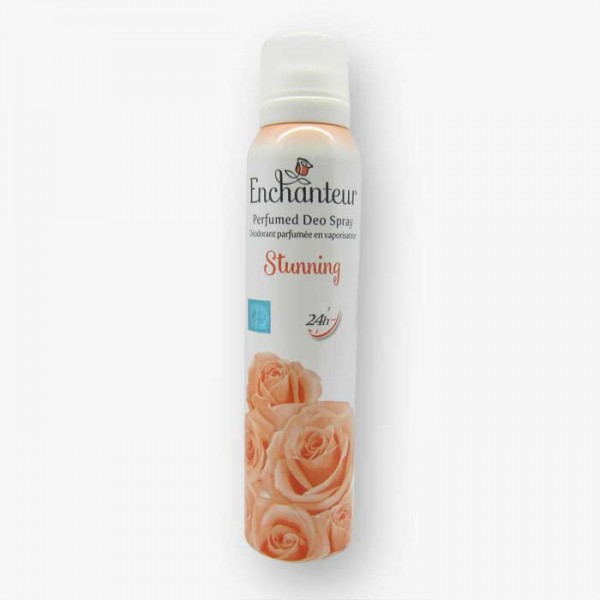 Enchanteur
Perfumed Deo Spray
Déodorant parfumée en vaporisateur
Stunning
24h